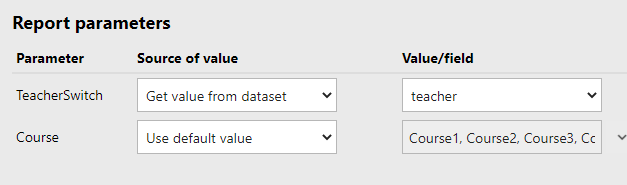 Report parameters
Parameter Source of value Value/field
TeacherSwitch Get value from dataset teacher
Course Use default value Course1, Course2, Course3, Cc